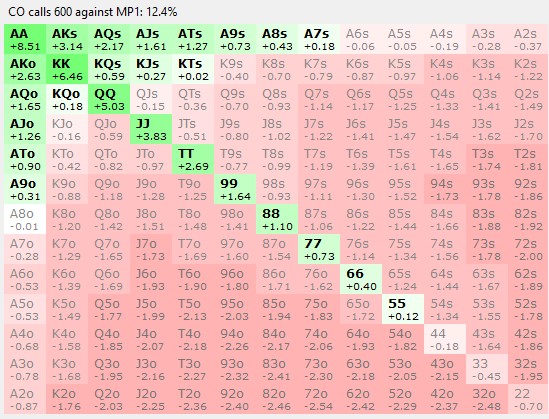 CO calls 600 against MP1: 12.4%
AA AKs AQs AJs ATs A9s A8s A7s A6s A5s A4s A3s A2s
+8.51 +3.14 +2.17 +1.61 +1.27 +0.73 +0.43 +0.18 -0.06 -0.05 -0.19 -0.28 -0.37
AKo KK KQs KJs KTs K9s K8s K7s K6s K5s K4s K3s K2s
+2.63 +6.46 +0.59 +0.27 +0.02 -0.40 -0.70 -0.79 -0.87 -0.97 -1.06 -1.14 -1.22
AQo KQo QQ QJs QTs Q9s Q8s Q7s Q6s Q5s Q4s Q3s Q2s
+1.65 +0.18 +5.03 -0.15 -0.36 -0.70 -0.93 -1.14 -1.17 -1.25 -1.33 -1.41 -1.49
AJo KJo QJo JJ JTs J9s J8s J7s J6s J5s J4s J3s J2s
+1.26 -0.16 -0.59 +3.83 -0.51 -0.80 -1.02 -1.22 -1.41 -1.47 -1.54 -1.62 -1.70
ATo KTo QTo JTo TT T9s T8s T7s T6s T5s T4s T3s T2s
+0.90 -0.42 -0.82 -0.97 +2.69 -0.77 -0.99 -1.19 -1.39 -1.61 -1.65 -1.74 -1.81
A9o K9o Q9o J9o T9o 99 98s 97s 96s 95s 94s 93s 92s
+0.31 -0.88 -1.18 -1.28 -1.25 +1.64 -0.93 -1.11 -1.30 -1.52 -1.73 -1.78 -1.86
A8o K8o Q8o J8o T8o 98o 88 87s 86s 85s 84s 83s 82s
-0.01 -1.20 -1.42 -1.51 -1.48 -1.41 +1.10 -1.06 -1.22 -1.44 -1.66 -1.88 -1.92
A7o K7o Q7o J7o T7o 97o 87o 77 76s 75s 74s 73s 72s
-0.28 -1.29 -1.65 -1.73 -1.69 -1.60 -1.54 +0.73 -1.14 -1.34 -1.56 -1.78 -2.00
A6o K6o Q6o J6o T6o 96o 86o 76o 66 65s 64s 63s 62s
-0.53 -1.39 -1.69 -1.93 -1.90 -1.80 -1.71 -1.62 +0.40 -1.24 -1.44 -1.67 -1.89
A5o K5o Q5o J5o T5o 95o 85o 75o 65o 55 54s 53s 52s
-0.53 -1.49 -1.77 -1.99 -2.13 -2.03 -1.94 -1.83 -1.72 +0.12 -1.34 -1.55 -1.78
A4o K4o Q4o J4o T4o 94o 84o 74o 64o 54o 44 43s 42s
-0.68 -1.58 -1.85 -2.07 -2.18 -2.26 -2.17 -2.06 -1.93 -1.82 -0.18 -1.64 -1.86
A3o K3o Q3o J3o T3o 93o 83o 73o 63o 53o 43o 33 32s
-0.78 -1.68 -1.95 -2.16 -2.27 -2.32 -2.41 -2.30 -2.18 -2.05 -2.15 -0.45 -1.95
A2o K2o Q2o J2o T2o 92o 82o 72o 62o 52o 42o 32o 22
-0.87 -1.76 -2.03 -2.25 -2.36 -2.40 -2.46 -2.54 -2.42 -2.29 -2.37 -2.48 -0.70